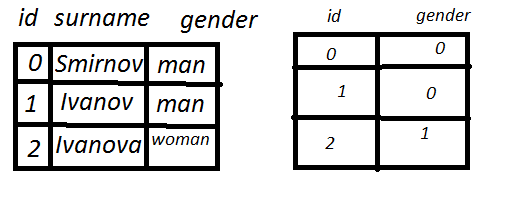 id surname gender
0 Smirnov man
1 Ivanov man
2 Ivanova woman
id gender
0 0
1 0
2 1